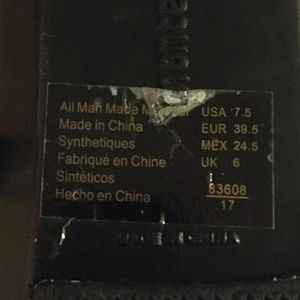 All Man Made
Made in China
Synthetiques
Fabriqué en Chine
Sintéticos
Hecho en China
USA 7.5
EUR 39.5
MEX 24.5
UK 6
83608
17